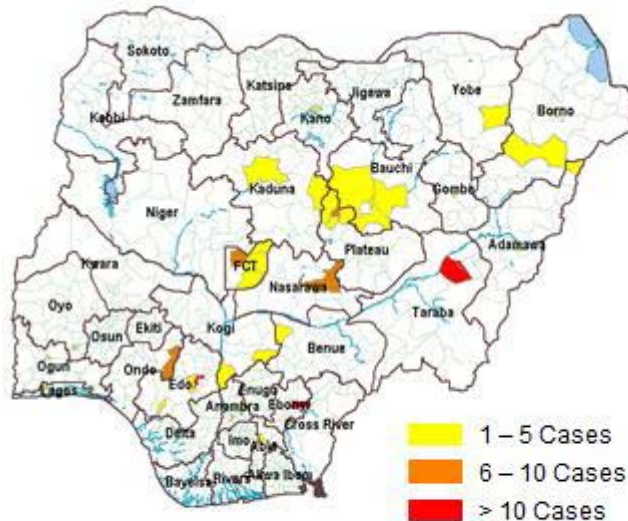 Sokoto
Katsina
Jigawa
Yobe
Borno
Zamfara
Kebbi
Kano
Bauchi
Kaduna
Gombe
Niger
Adamawa
Plateau
FCT
Nasarawa
Kwara
Taraba
Oyo
Kogi
Ekiti
Benue
Osun
Ogun
Ondo
Edo
Lagos
Enugu
Anambra
Ebonyi
Cross River
Delta
Imo
Abia
Bayelsa
Rivers
Akwa Ibom
1 – 5 Cases
6 – 10 Cases
> 10 Cases